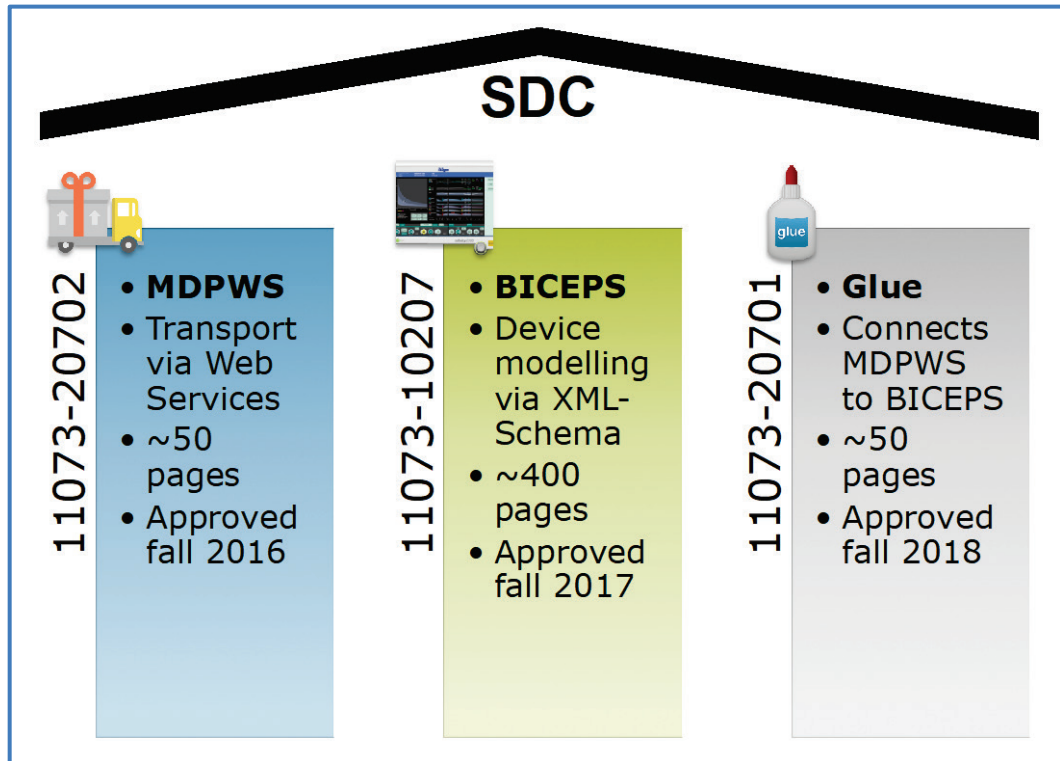 SDC
11073-20702
• MDPWS
• Transport
via Web
Services
• ~50
pages
• Approved
fall 2016
11073-10207
• BICEPS
• Device
modelling
via XML-
Schema
• ~400
pages
• Approved
fall 2017
glue
11073-20701
• Glue
• Connects
MDPWS
to BICEPS
• ~50
pages
• Approved
fall 2018